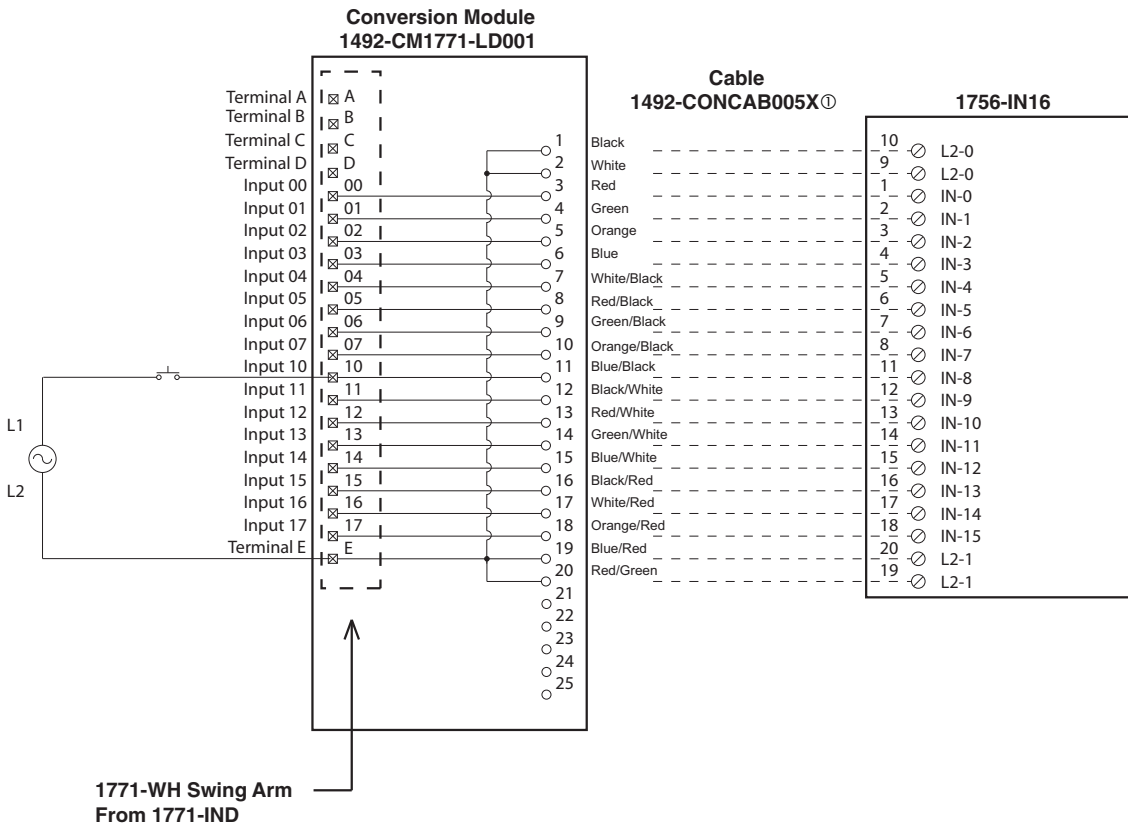 Conversion Module
1492-CM1771-LD001
Cable
1492-CONCAB005X①
1756-IN16
Terminal A A
Terminal B B
Terminal C C 1 Black 10 L2-0
Terminal D D 2 White 9 L2-0
Input 00 00 3 Red 1 IN-0
Input 01 01 4 Green 2 IN-1
Input 02 02 5 Orange 3 IN-2
Input 03 03 6 Blue 4 IN-3
Input 04 04 7 White/Black 5 IN-4
Input 05 05 8 Red/Black 6 IN-5
Input 06 06 9 Green/Black 7 IN-6
Input 07 07 10 Orange/Black 8 IN-7
Input 10 10 11 Blue/Black 11 IN-8
Input 11 11 12 Black/White 12 IN-9
Input 12 12 13 Red/White 13 IN-10
Input 13 13 14 Green/White 14 IN-11
Input 14 14 15 Blue/White 15 IN-12
Input 15 15 16 Black/Red 16 IN-13
Input 16 16 17 White/Red 17 IN-14
Input 17 17 18 Orange/Red 18 IN-15
Terminal E E 19 Blue/Red 20 L2-1
20 Red/Green 19 L2-1
21
22
23
24
25
L1
L2
1771-WH Swing Arm
From 1771-IND